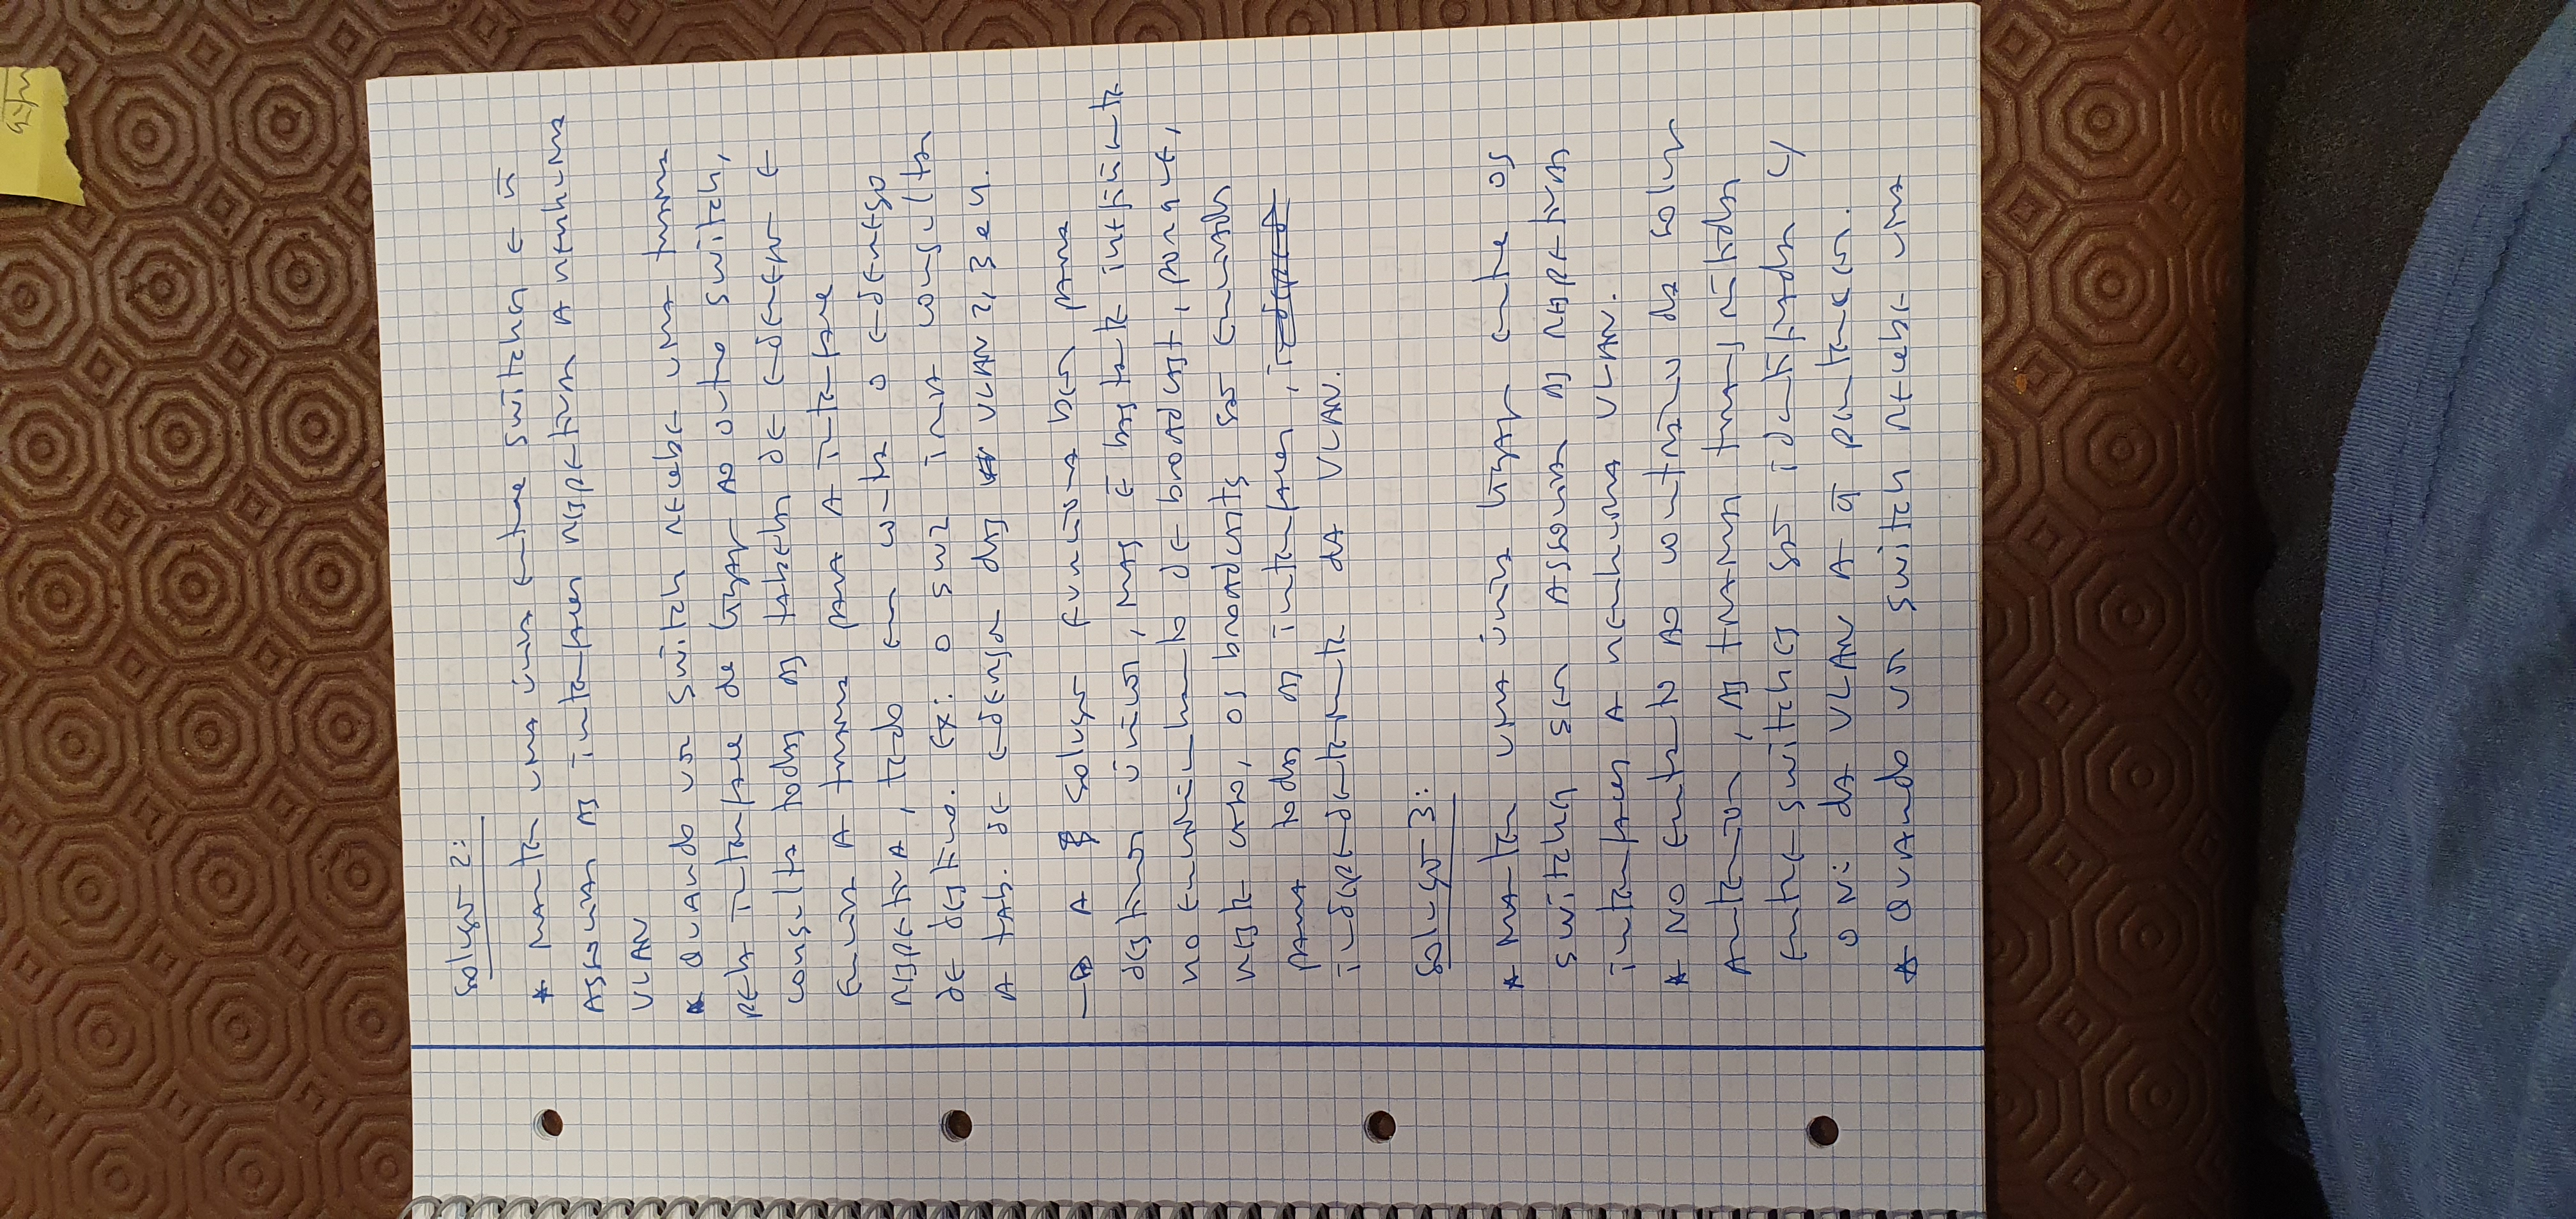 Solução 2:
* Manter uma única entre switches e ñ
associar as interfaces respetivas a nenhuma
VLAN
* Quando um switch recebe uma trama
pela interface de ligação ao outro switch,
consulta todas as tabelas de endereços e
envia a trama para a interface
respetiva, tendo em conta o endereço
de destino. Ex: o SW2 irá consultar
a tab. de endereços das VLAN 2, 3 e 4.
→ A solução funciona bem para
destinos únicos, mas é bastante ineficiente
no encaminhamento de broadcast, porque,
neste caso, os broadcasts são enviados
para todas as interfaces,
independentemente da VLAN.
Solução 3:
* Manter uma única ligação entre os
switches sem associar as respetivas
interfaces a nenhuma VLAN.
* No entanto ao contrário da solução
anterior, as tramas transmitidas
entre switches são identificadas c/
o Nº da VLAN a q̃ pertencem.
* Quando um switch recebe uma